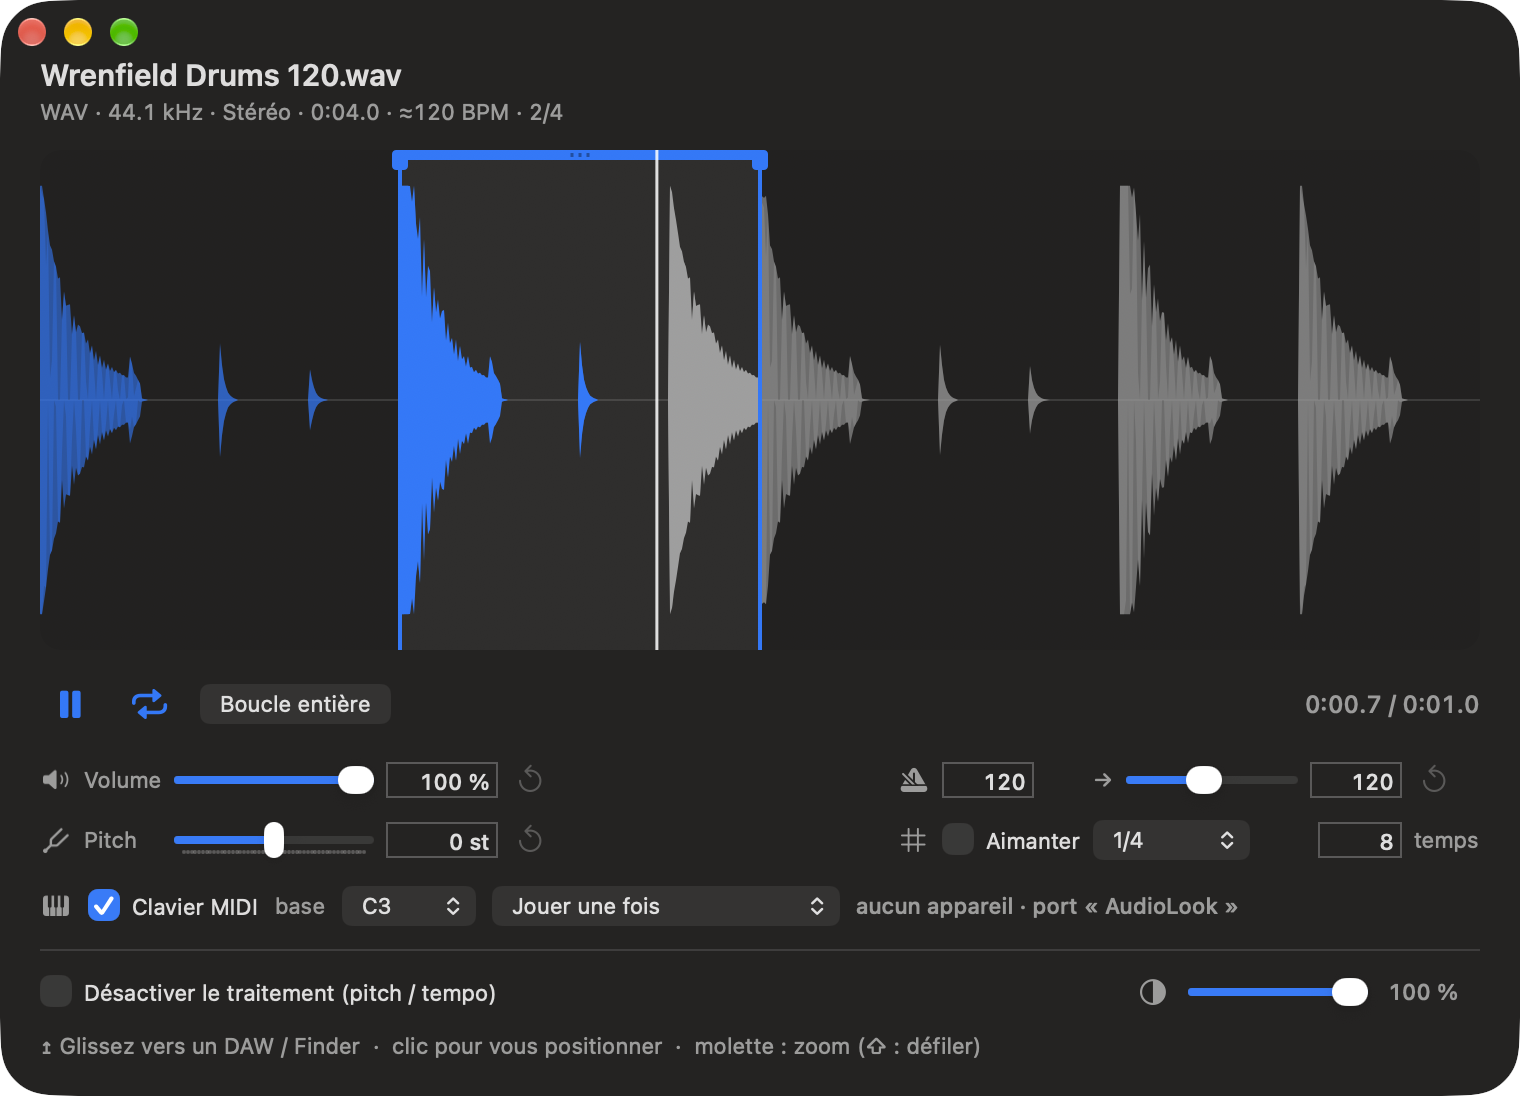 Wrenfield Drums 120.wav
WAV · 44.1 kHz · Stéréo · 0:04.0 · ≈120 BPM · 2/4
Boucle entière
0:00.7 / 0:01.0
Volume 100 % 120 → 120
Pitch 0 st Aimanter 1/4 8 temps
Clavier MIDI base C3 Jouer une fois aucun appareil · port « AudioLook »
Désactiver le traitement (pitch / tempo) 100 %
↥ Glissez vers un DAW / Finder · clic pour vous positionner · molette : zoom (⇧ : défiler)